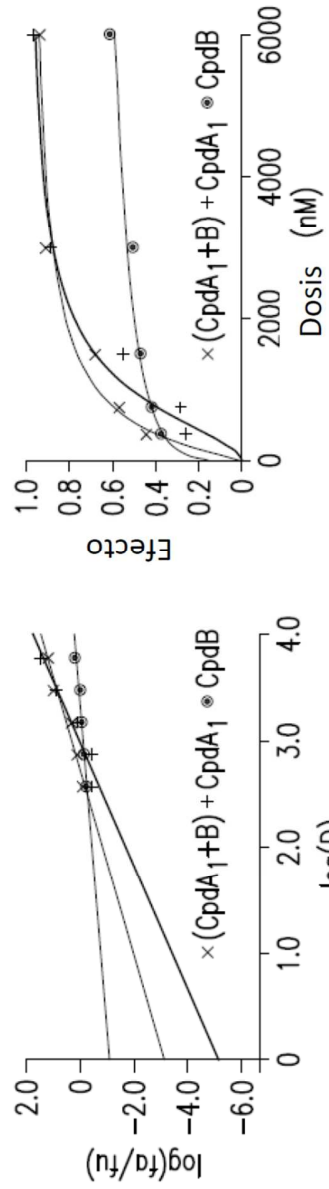 log(fa/fu)
2.0
0
−2.0
−4.0
−6.0
× (CpdA1+B) + CpdA1 ⊙ CpdB
0 1.0 2.0 3.0 4.0
Efecto
1.0
0.8
0.6
0.4
0.2
0
× (CpdA1+B) + CpdA1 ⊙ CpdB
0 2000 4000 6000
Dosis (nM)